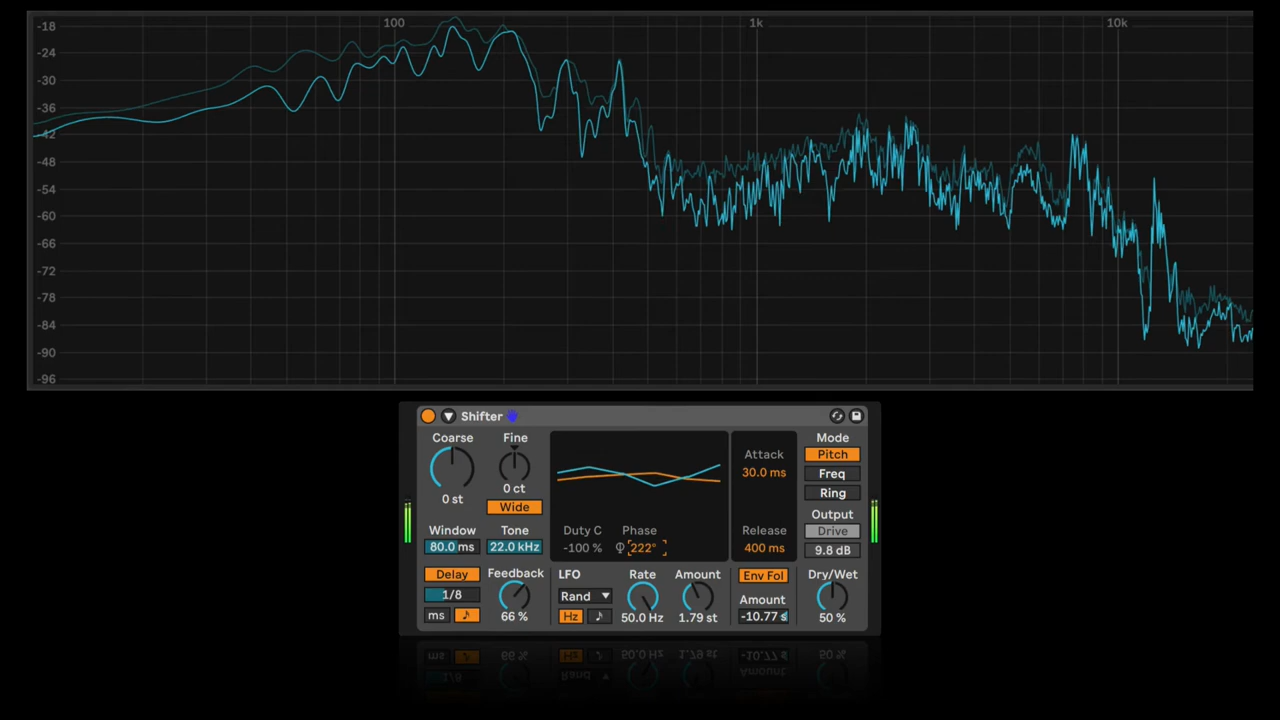 100 1k 10k
-18
-24
-30
-36
-42
-48
-54
-60
-66
-72
-78
-84
-90
-96
Shifter
Coarse Fine
0 st 0 ct
Wide
Window Tone
80.0 ms 22.0 kHz
Delay Feedback
1/8
ms ♪ 66 %
Duty C Phase
-100 % 222°
LFO Rate Amount
Rand
Hz ♪ 50.0 Hz 1.79 st
Attack
30.0 ms
Release
400 ms
Env Fol
Amount
-10.77 s
Mode
Pitch
Freq
Ring
Output
Drive
9.8 dB
Dry/Wet
50 %